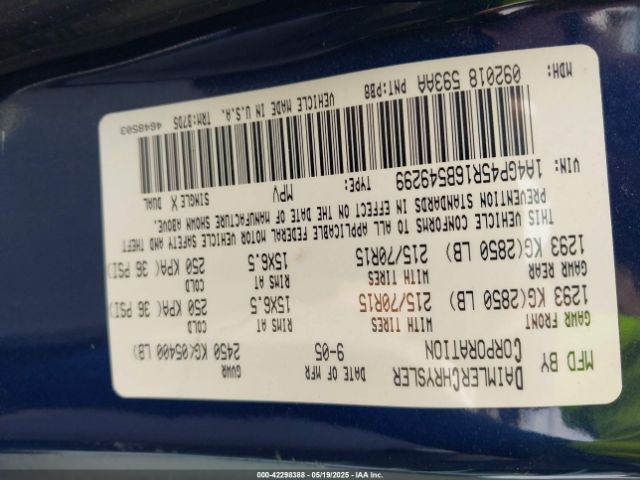 MFD BY DAIMLERCHRYSLER CORPORATION
DATE OF MFR 9-05
GVWR 2450 KG(05400 LB)
GAWR FRONT 1293 KG(2850 LB)
WITH TIRES 215/70R15
RIMS AT 15X6.5
COLD 250 KPA(36 PSI)
GAWR REAR 1293 KG(2850 LB)
WITH TIRES 215/70R15
RIMS AT 15X6.5
COLD 250 KPA(36 PSI)
THIS VEHICLE CONFORMS TO ALL APPLICABLE FEDERAL MOTOR VEHICLE SAFETY AND THEFT
PREVENTION STANDARDS IN EFFECT ON THE DATE OF MANUFACTURE SHOWN ABOVE.
VIN: 1A4GP45R16B549299
TYPE: MPV
SINGLE X DUAL
MDH: 092018 593AA
PNT:PB8
VEHICLE MADE IN U.S.A.
TRM:B7D5
4648503
000-42298388 - 05/19/2025 - IAA Inc.